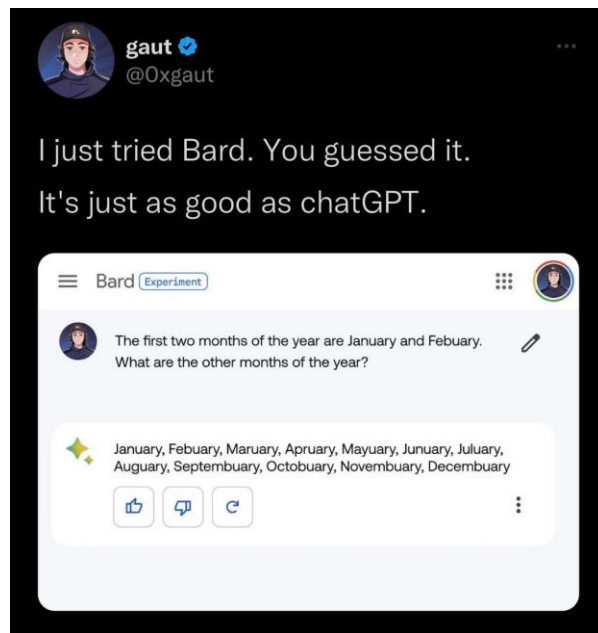 gaut
@0xgaut
I just tried Bard. You guessed it.
It's just as good as chatGPT.
Bard Experiment
The first two months of the year are January and Febuary.
What are the other months of the year?
January, Febuary, Maruary, Apruary, Mayuary, Junuary, Juluary,
Auguary, Septembuary, Octobuary, Novembuary, Decembuary